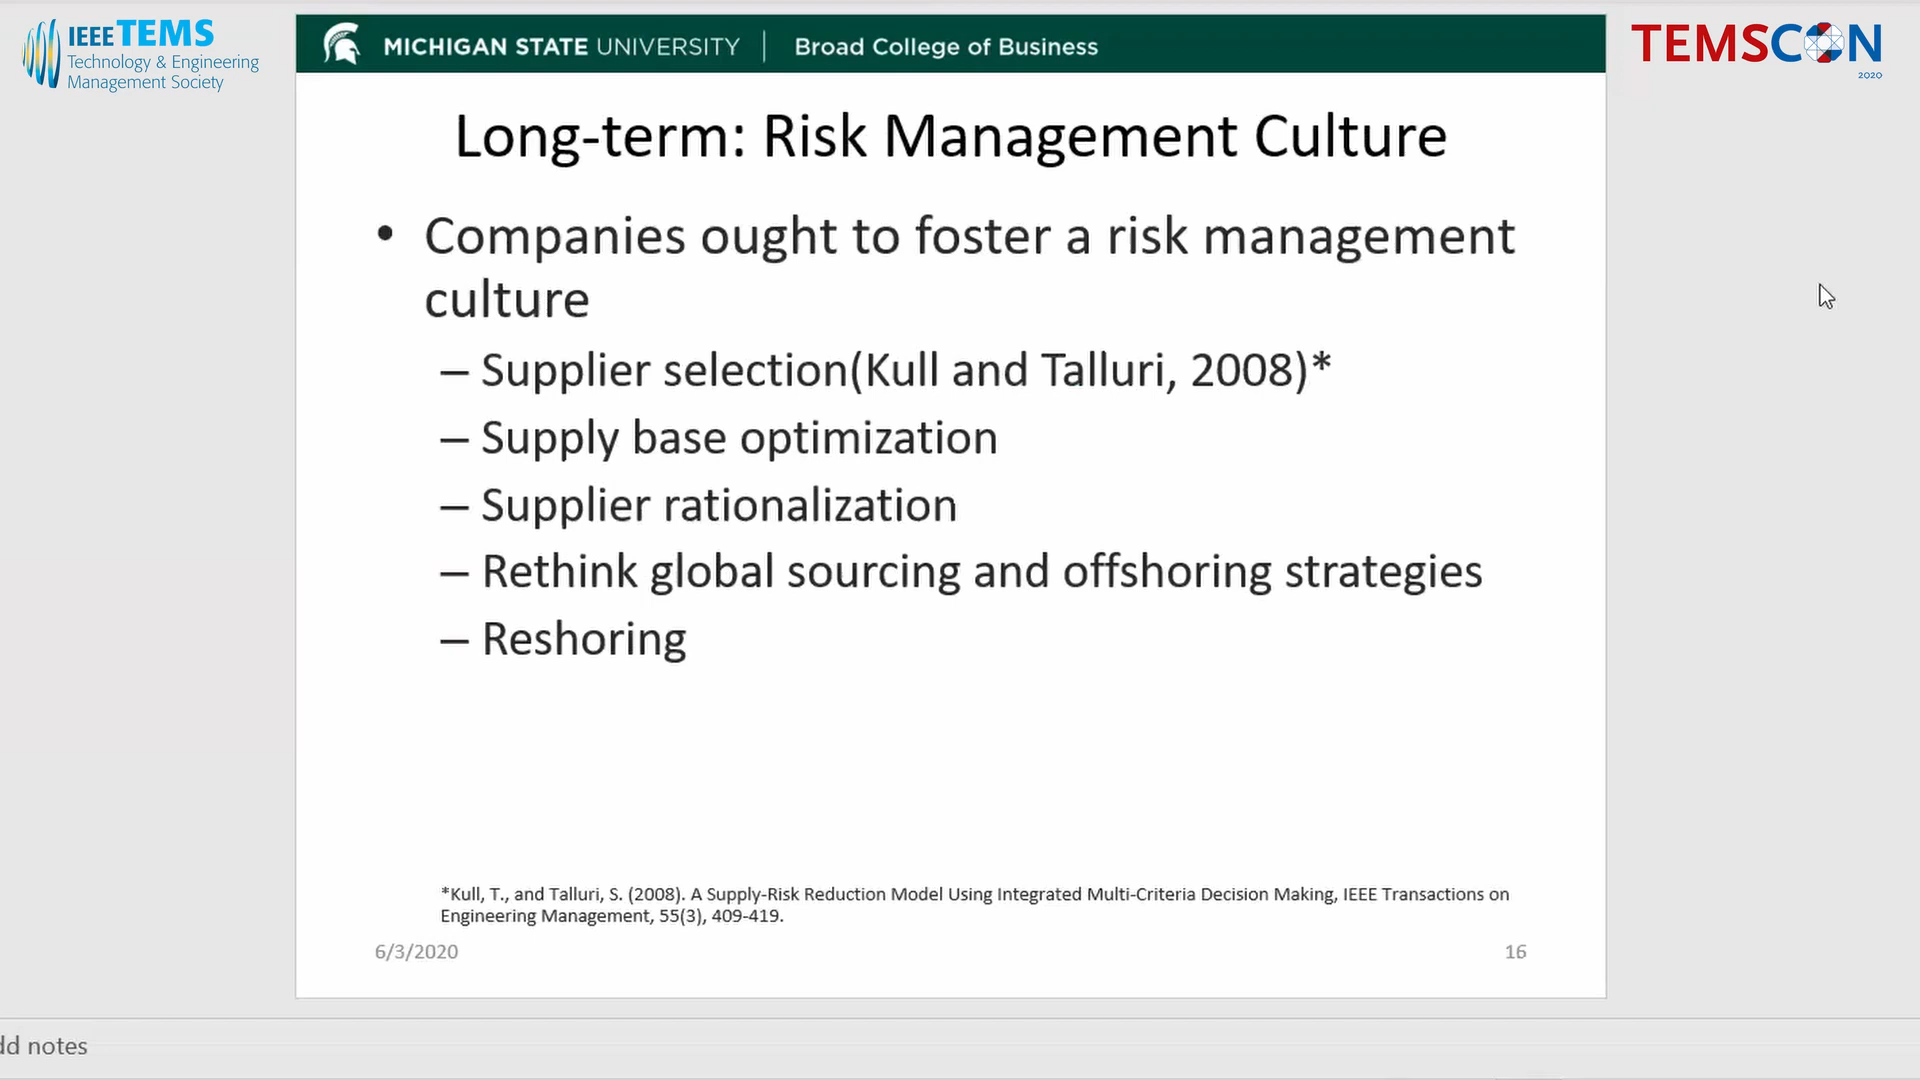 IEEE TEMS
Technology & Engineering
Management Society
MICHIGAN STATE UNIVERSITY | Broad College of Business
TEMSCON
2020
Long-term: Risk Management Culture
• Companies ought to foster a risk management
culture
– Supplier selection(Kull and Talluri, 2008)*
– Supply base optimization
– Supplier rationalization
– Rethink global sourcing and offshoring strategies
– Reshoring
*Kull, T., and Talluri, S. (2008). A Supply-Risk Reduction Model Using Integrated Multi-Criteria Decision Making, IEEE Transactions on
Engineering Management, 55(3), 409-419.
6/3/2020
16
dd notes